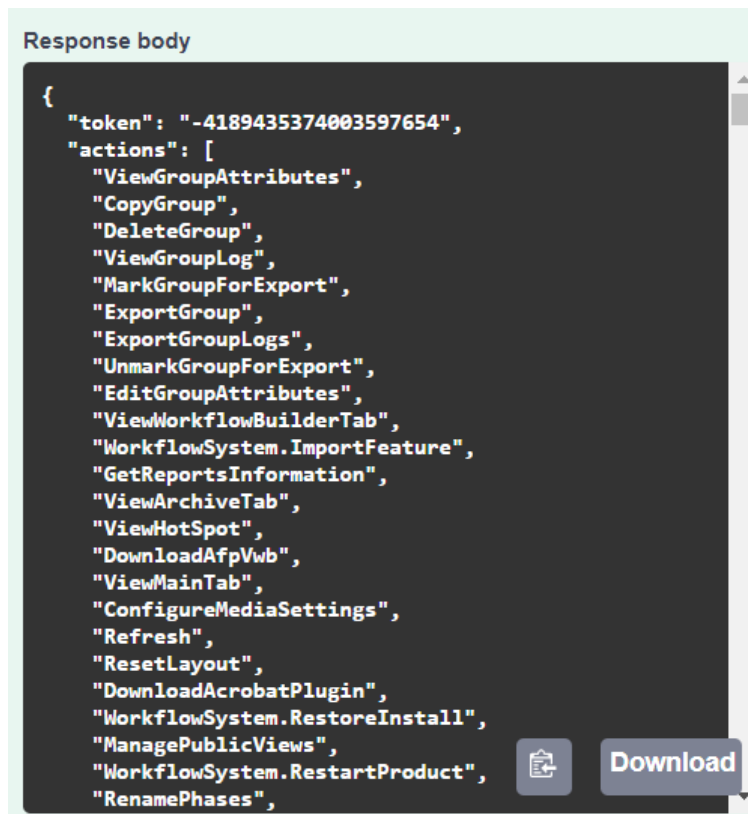 Response body
{
"token": "-4189435374003597654",
"actions": [
"ViewGroupAttributes",
"CopyGroup",
"DeleteGroup",
"ViewGroupLog",
"MarkGroupForExport",
"ExportGroup",
"ExportGroupLogs",
"UnmarkGroupForExport",
"EditGroupAttributes",
"ViewWorkflowBuilderTab",
"WorkflowSystem.ImportFeature",
"GetReportsInformation",
"ViewArchiveTab",
"ViewHotSpot",
"DownloadAfpVwb",
"ViewMainTab",
"ConfigureMediaSettings",
"Refresh",
"ResetLayout",
"DownloadAcrobatPlugin",
"WorkflowSystem.RestoreInstall",
"ManagePublicViews",
"WorkflowSystem.RestartProduct",
"RenamePhases",
Download